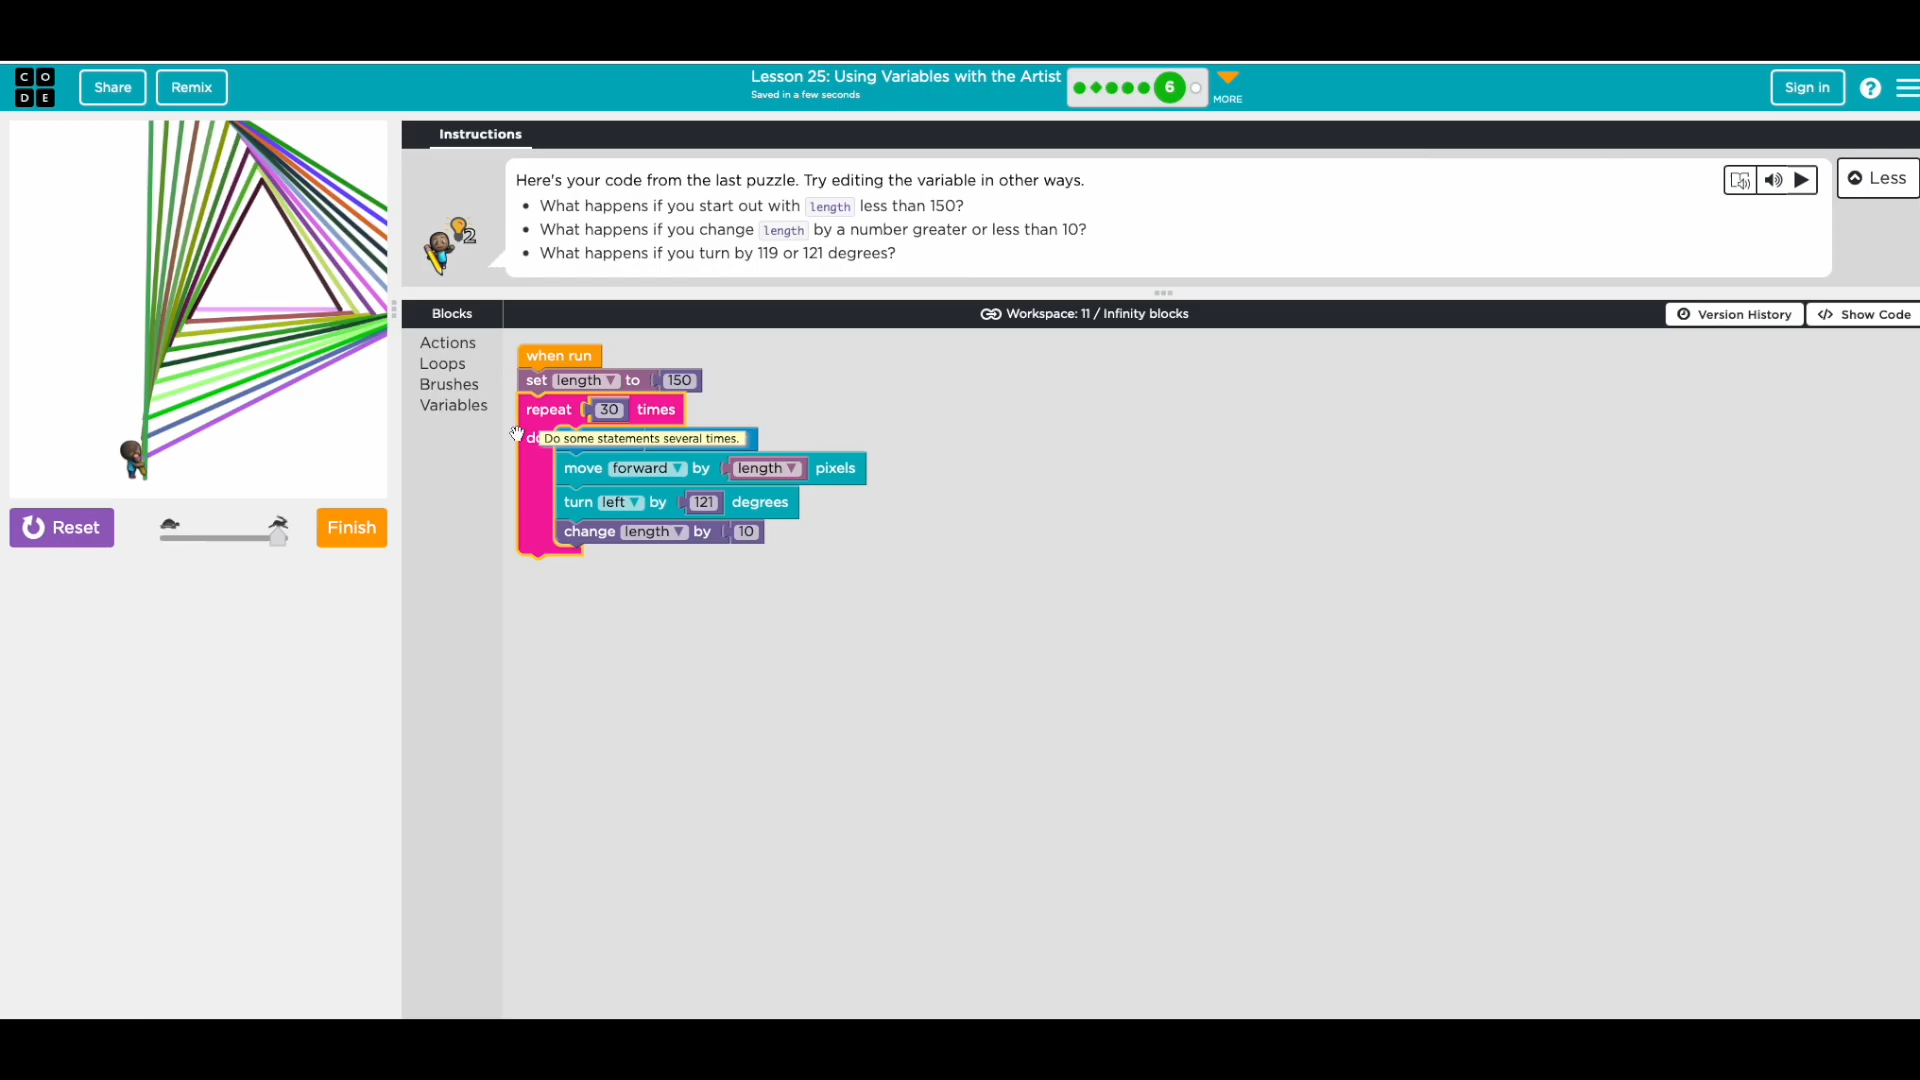 C O
D E
Share
Remix
Lesson 25: Using Variables with the Artist
Saved in a few seconds
6
MORE
Sign in
?
Instructions
Here's your code from the last puzzle. Try editing the variable in other ways.
• What happens if you start out with length less than 150?
• What happens if you change length by a number greater or less than 10?
• What happens if you turn by 119 or 121 degrees?
2
Less
Blocks
Workspace: 11 / Infinity blocks
Version History
</> Show Code
Actions
Loops
Brushes
Variables
when run
set length ▼ to 150
repeat 30 times
do
Do some statements several times.
move forward ▼ by length ▼ pixels
turn left ▼ by 121 degrees
change length ▼ by 10
Reset
Finish